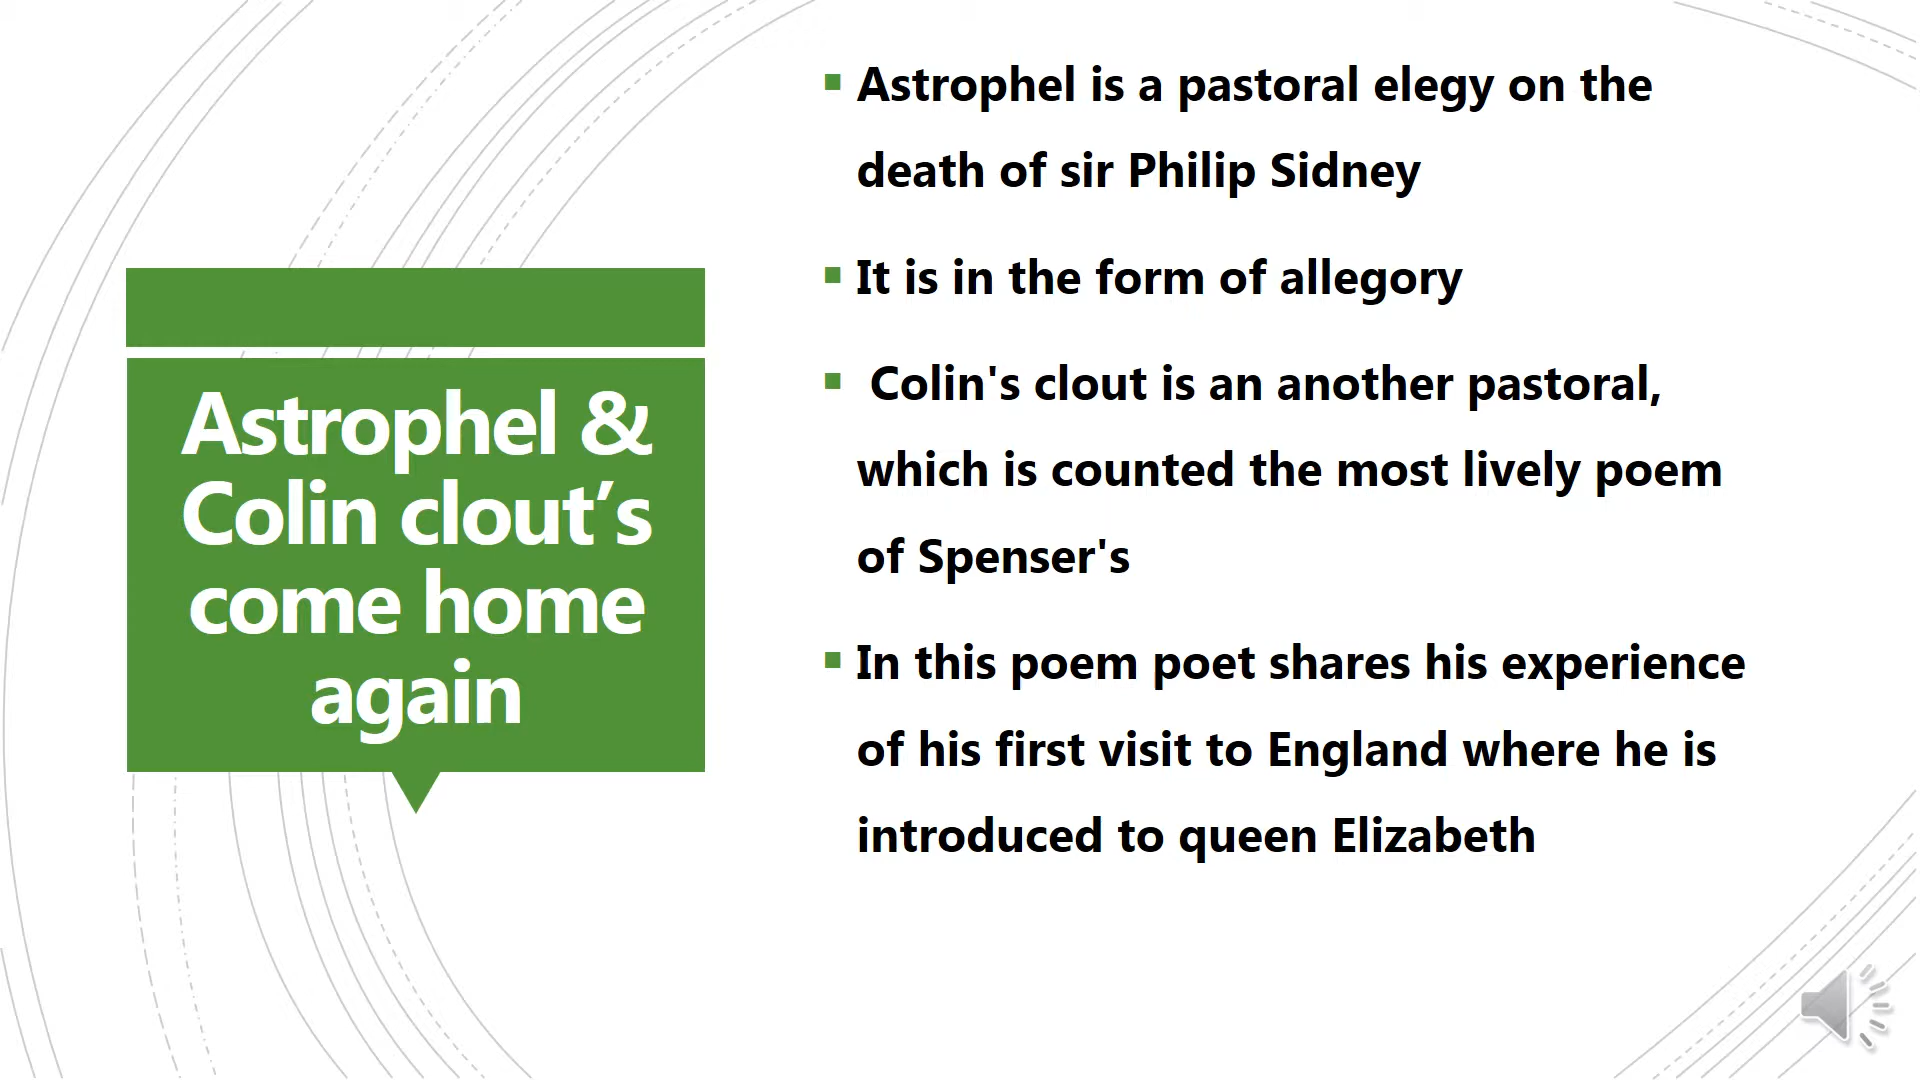 Astrophel &
Colin clout’s
come home
again
Astrophel is a pastoral elegy on the
death of sir Philip Sidney
It is in the form of allegory
Colin's clout is an another pastoral,
which is counted the most lively poem
of Spenser's
In this poem poet shares his experience
of his first visit to England where he is
introduced to queen Elizabeth